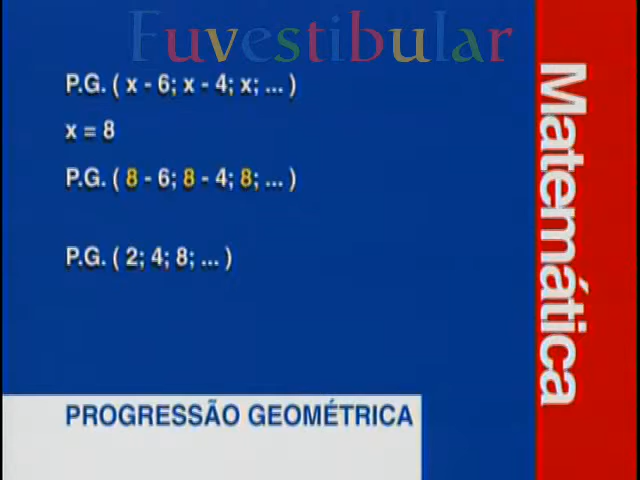 Fuvestibular
P.G. ( x - 6; x - 4; x; ... )
x = 8
P.G. ( 8 - 6; 8 - 4; 8; ... )
P.G. ( 2; 4; 8; ... )
PROGRESSÃO GEOMÉTRICA
Matemática